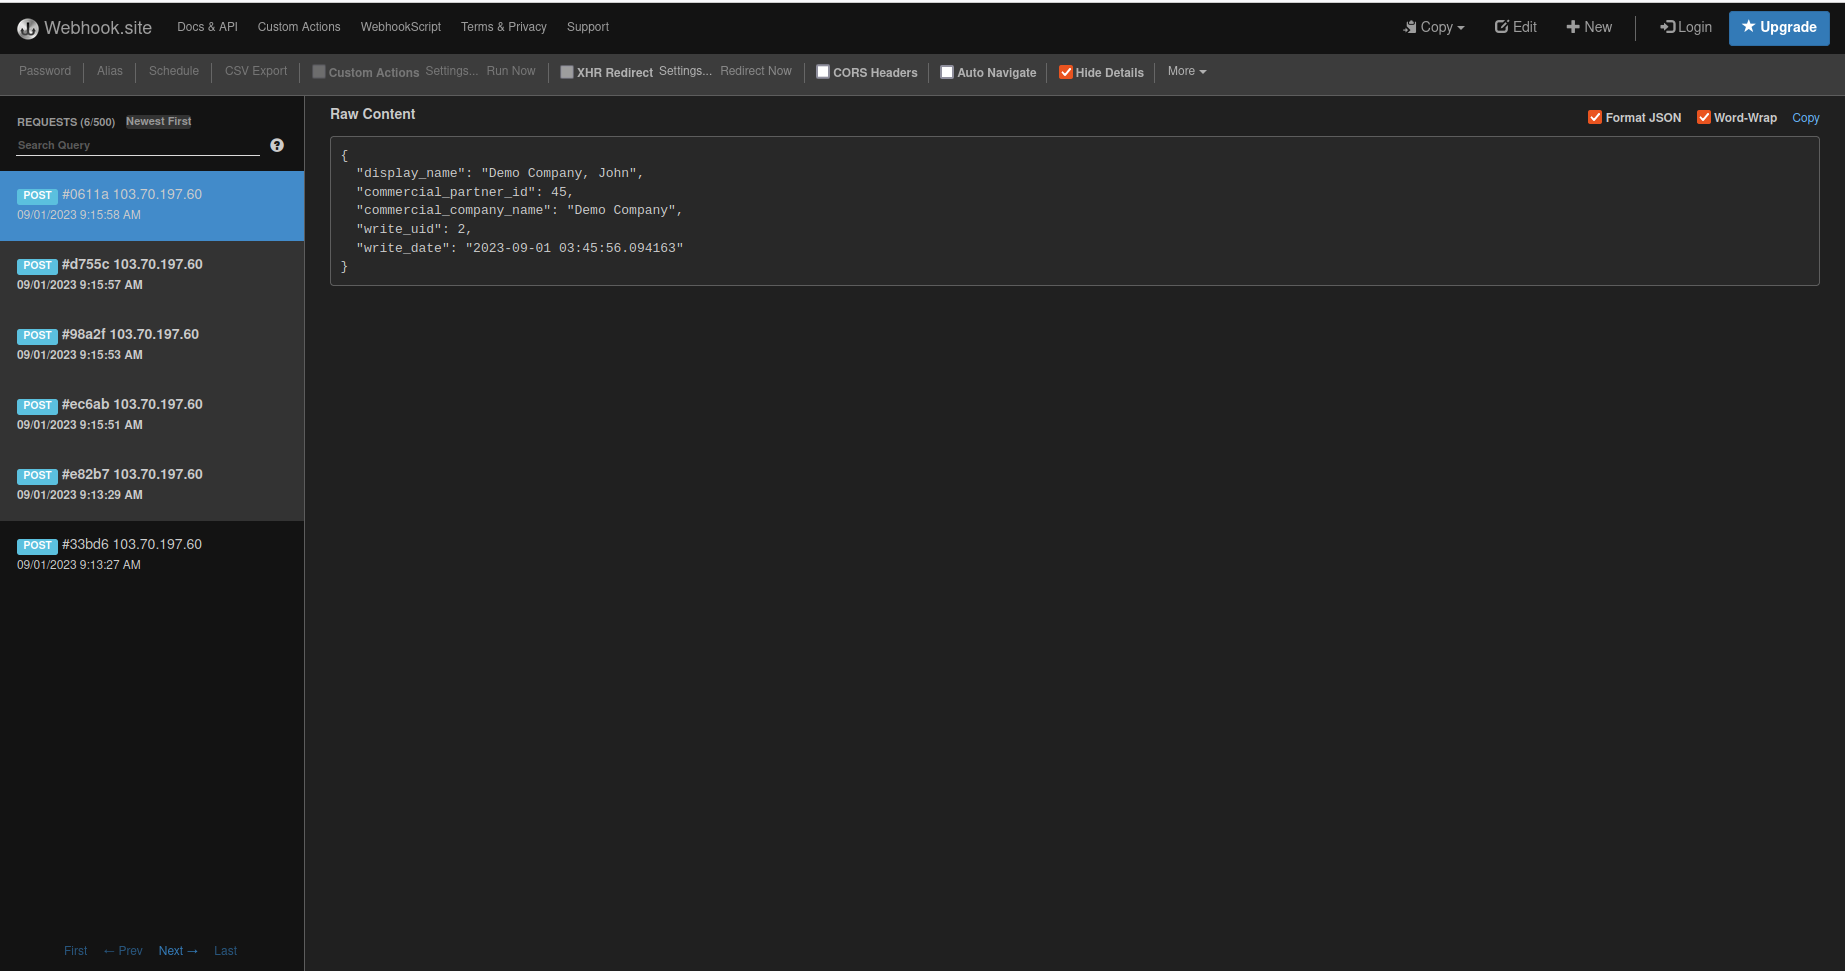 Webhook.site Docs & API Custom Actions WebhookScript Terms & Privacy Support Copy Edit New Login Upgrade
Password Alias Schedule CSV Export Custom Actions Settings... Run Now XHR Redirect Settings... Redirect Now CORS Headers Auto Navigate Hide Details More
REQUESTS (6/500) Newest First
Search Query
POST #0611a 103.70.197.60
09/01/2023 9:15:58 AM
POST #d755c 103.70.197.60
09/01/2023 9:15:57 AM
POST #98a2f 103.70.197.60
09/01/2023 9:15:53 AM
POST #ec6ab 103.70.197.60
09/01/2023 9:15:51 AM
POST #e82b7 103.70.197.60
09/01/2023 9:13:29 AM
POST #33bd6 103.70.197.60
09/01/2023 9:13:27 AM
First ← Prev Next → Last
Raw Content Format JSON Word-Wrap Copy
{
"display_name": "Demo Company, John",
"commercial_partner_id": 45,
"commercial_company_name": "Demo Company",
"write_uid": 2,
"write_date": "2023-09-01 03:45:56.094163"
}